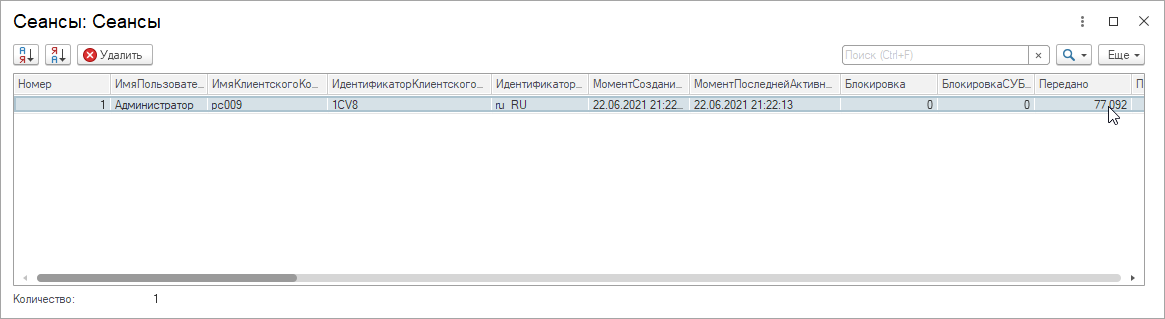 Сеансы: Сеансы
А Я Я А Удалить Поиск (Ctrl+F) × Еще
Номер ИмяПользовате... ИмяКлиентскогоКо... ИдентификаторКлиентского... Идентификатор... МоментСоздани... МоментПоследнейАктивн... Блокировка БлокировкаСУБ... Передано П
1 Администратор pc009 1CV8 ru_RU 22.06.2021 21:22... 22.06.2021 21:22:13 0 0 77 092
Количество: 1